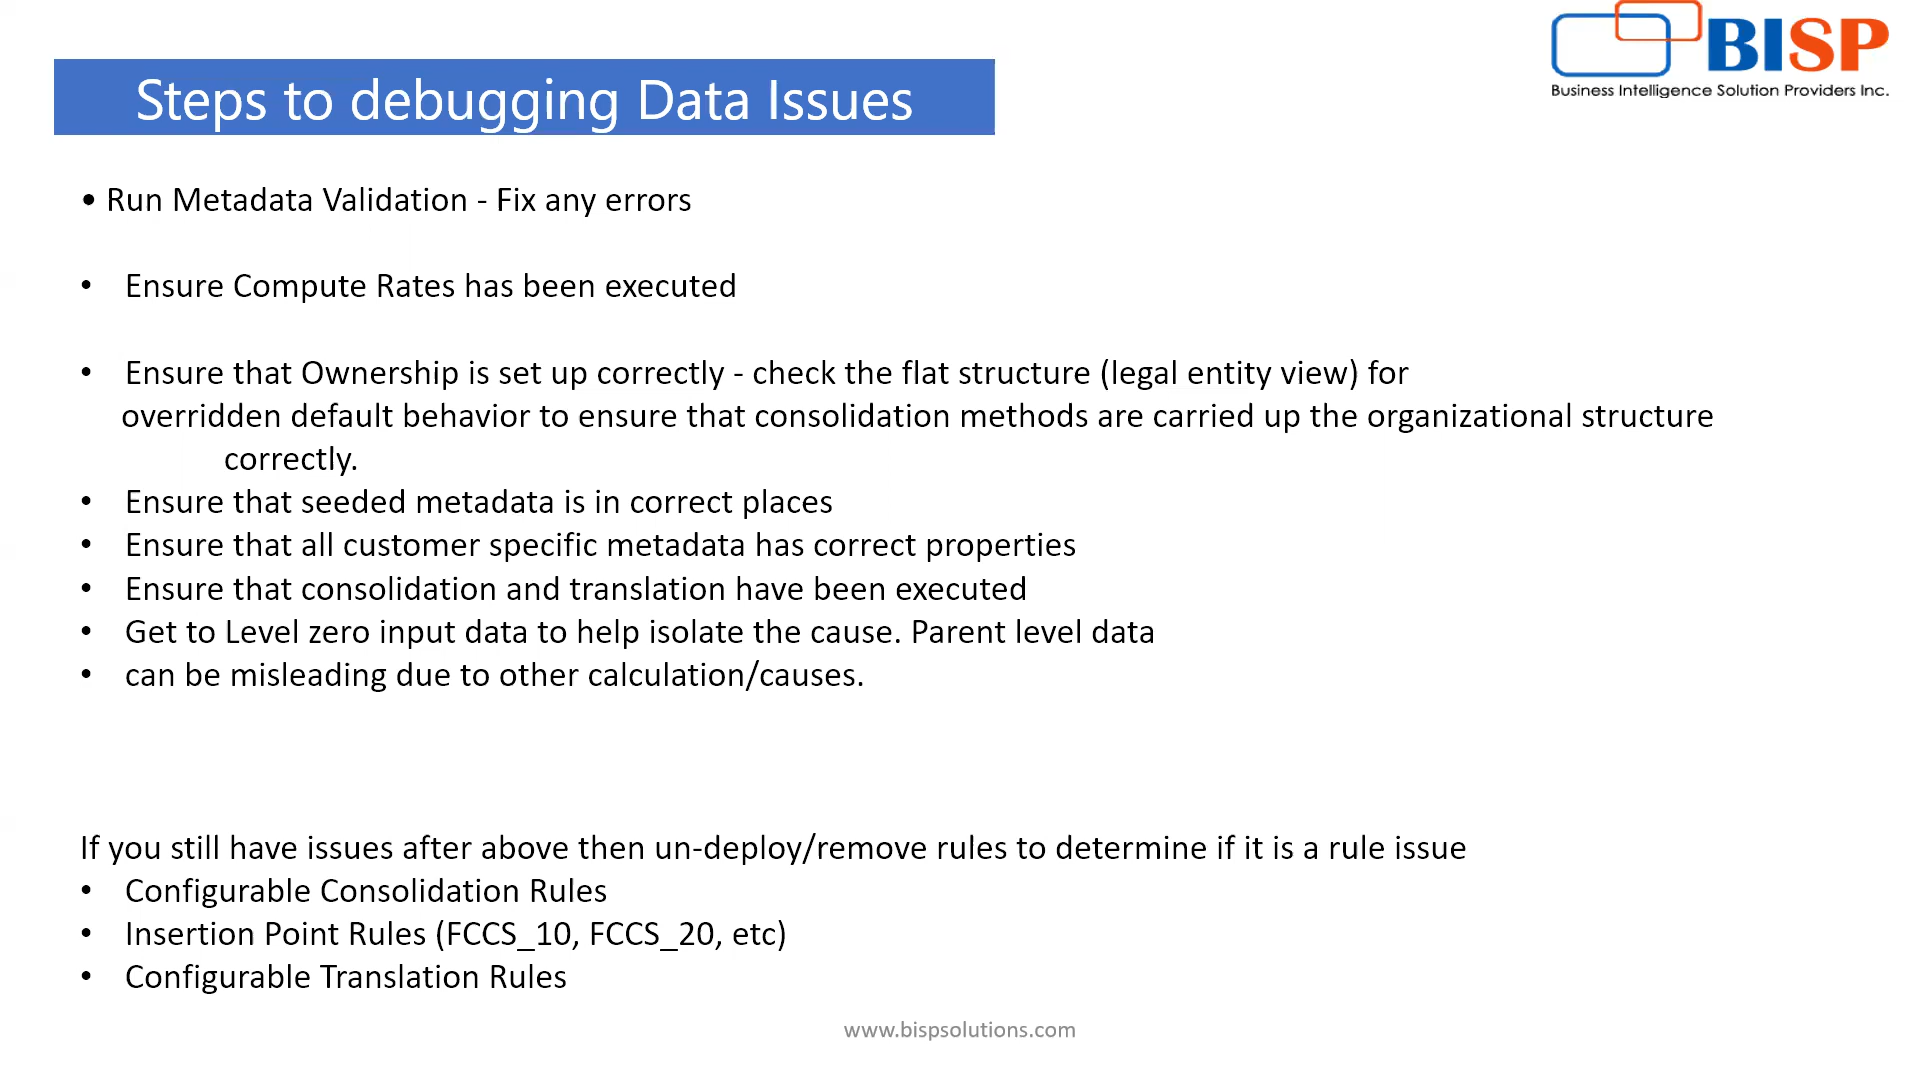 BISP
Business Intelligence Solution Providers Inc.
Steps to debugging Data Issues
• Run Metadata Validation - Fix any errors
• Ensure Compute Rates has been executed
• Ensure that Ownership is set up correctly - check the flat structure (legal entity view) for
overridden default behavior to ensure that consolidation methods are carried up the organizational structure
correctly.
• Ensure that seeded metadata is in correct places
• Ensure that all customer specific metadata has correct properties
• Ensure that consolidation and translation have been executed
• Get to Level zero input data to help isolate the cause. Parent level data
• can be misleading due to other calculation/causes.
If you still have issues after above then un-deploy/remove rules to determine if it is a rule issue
• Configurable Consolidation Rules
• Insertion Point Rules (FCCS_10, FCCS_20, etc)
• Configurable Translation Rules
www.bispsolutions.com